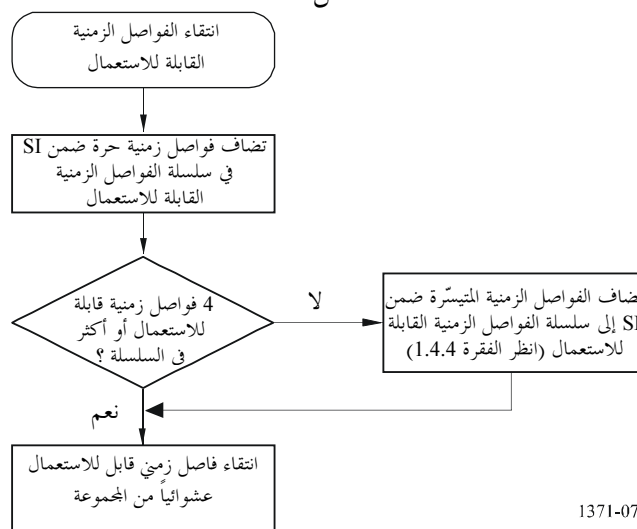 انتقاء الفواصل الزمنية
القابلة للاستعمال
تضاف فواصل زمنية حرة ضمن SI
في سلسلة الفواصل الزمنية
القابلة للاستعمال
4 فواصل زمنية قابلة
للاستعمال أو أكثر
في السلسلة ؟
لا
تضاف الفواصل الزمنية المتيسّرة ضمن
SI إلى سلسلة الفواصل الزمنية القابلة
للاستعمال (انظر الفقرة 1.4.4)
نعم
انتقاء فاصل زمني قابل للاستعمال
عشوائياً من المجموعة
1371-07